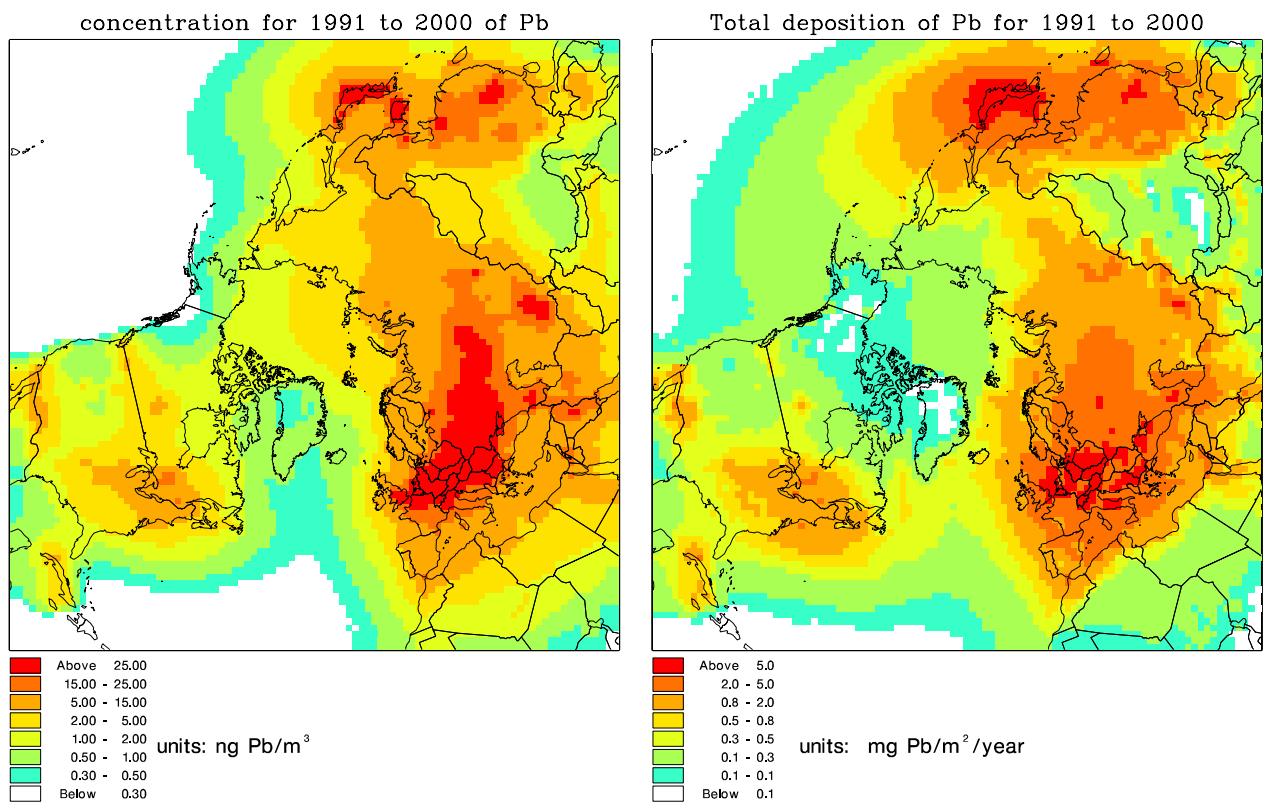 concentration for 1991 to 2000 of Pb
Above 25.00
15.00 - 25.00
5.00 - 15.00
2.00 - 5.00
1.00 - 2.00
0.50 - 1.00
0.30 - 0.50
Below 0.30
units: ng Pb/m³
Total deposition of Pb for 1991 to 2000
Above 5.0
2.0 - 5.0
0.8 - 2.0
0.5 - 0.8
0.3 - 0.5
0.1 - 0.3
0.1 - 0.1
Below 0.1
units: mg Pb/m²/year